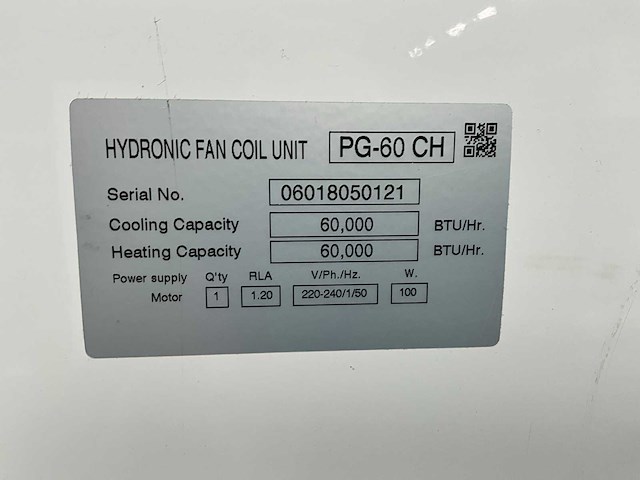 HYDRONIC FAN COIL UNIT PG-60 CH
Serial No. 06018050121
Cooling Capacity 60,000 BTU/Hr.
Heating Capacity 60,000 BTU/Hr.
Power supply Q'ty RLA V/Ph./Hz. W.
Motor 1 1.20 220-240/1/50 100